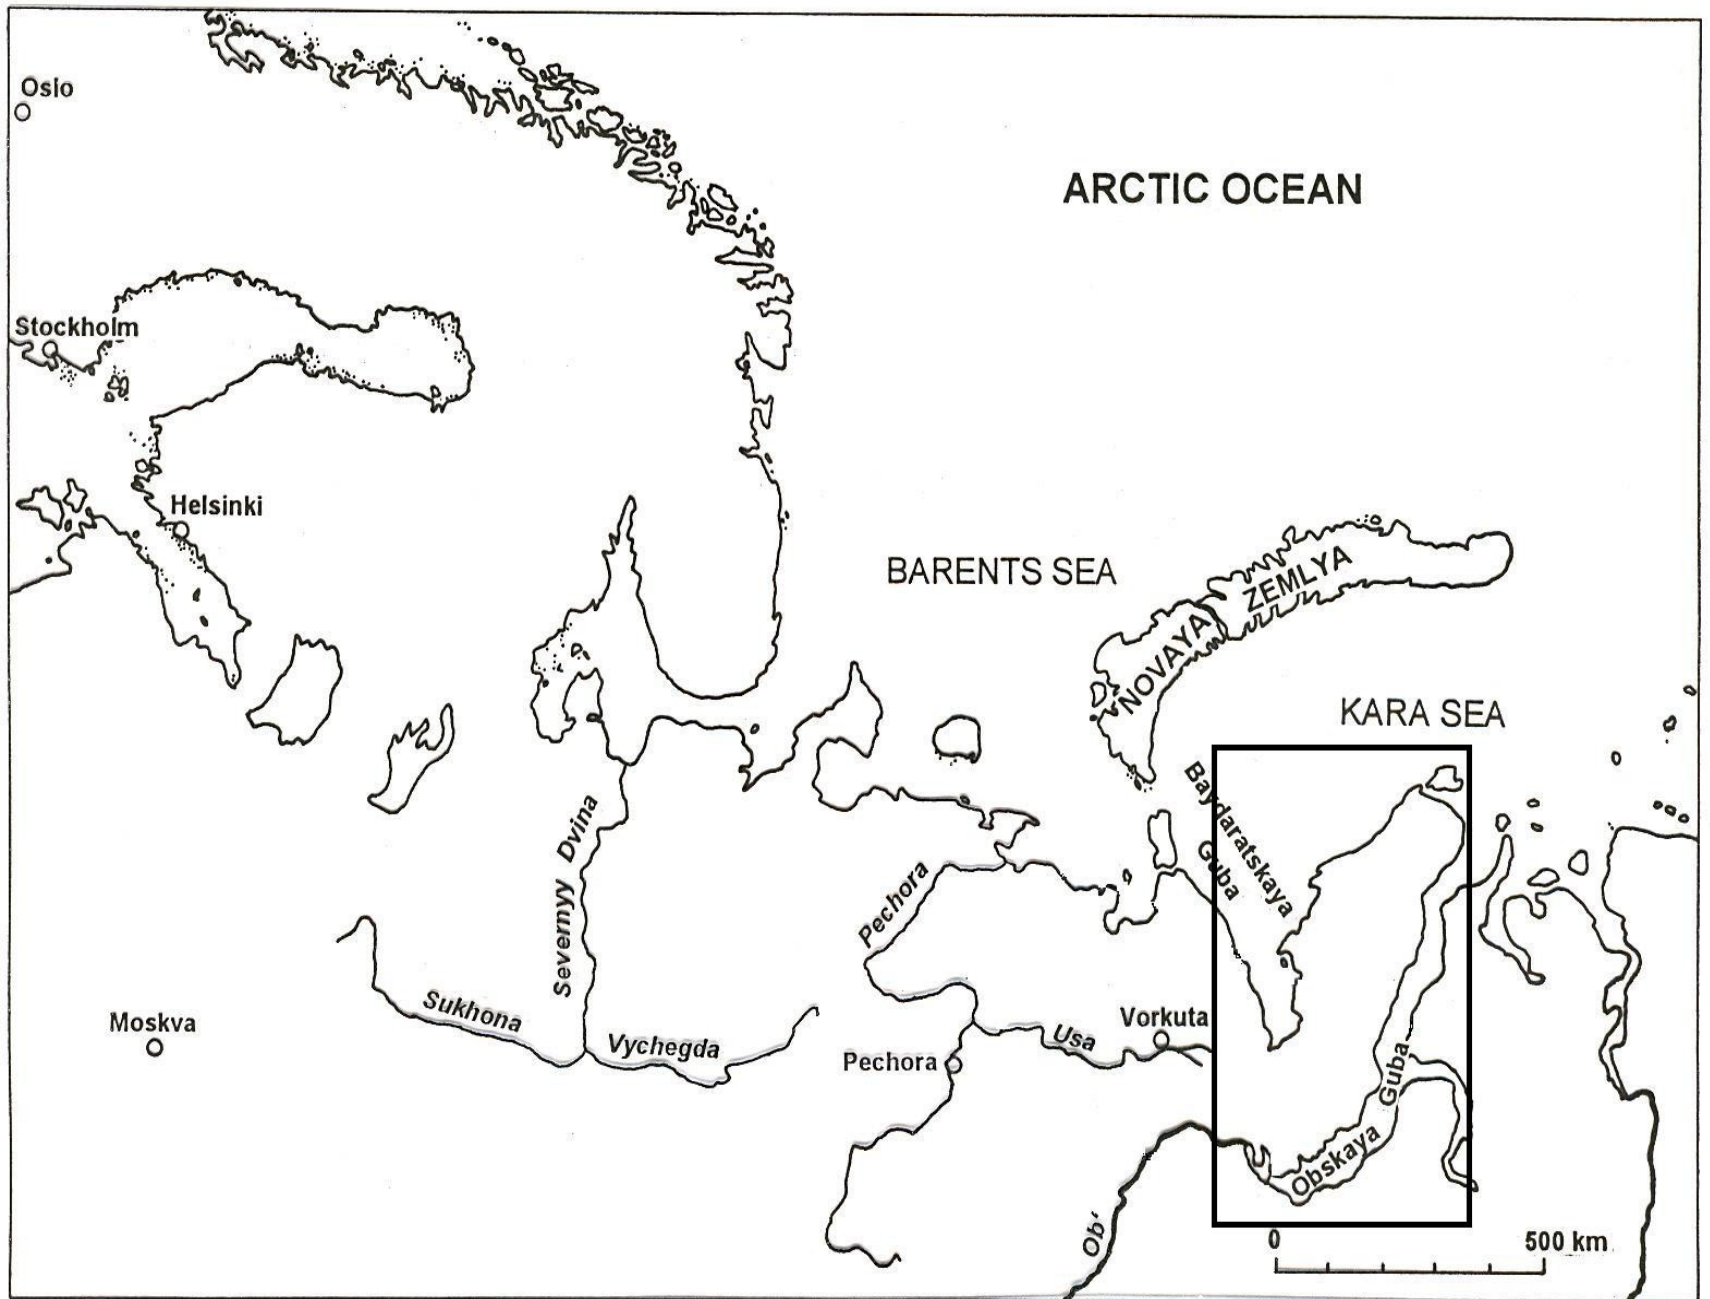 Oslo
ARCTIC OCEAN
Stockholm
Helsinki
BARENTS SEA
NOVAYA ZEMLYA
KARA SEA
Baydaratskaya
Guba
Severnyy Dvina
Pechora
Sukhona
Vychegda
Moskva
Usa
Vorkuta
Pechora
Obskaya Guba
Ob'
0 500 km